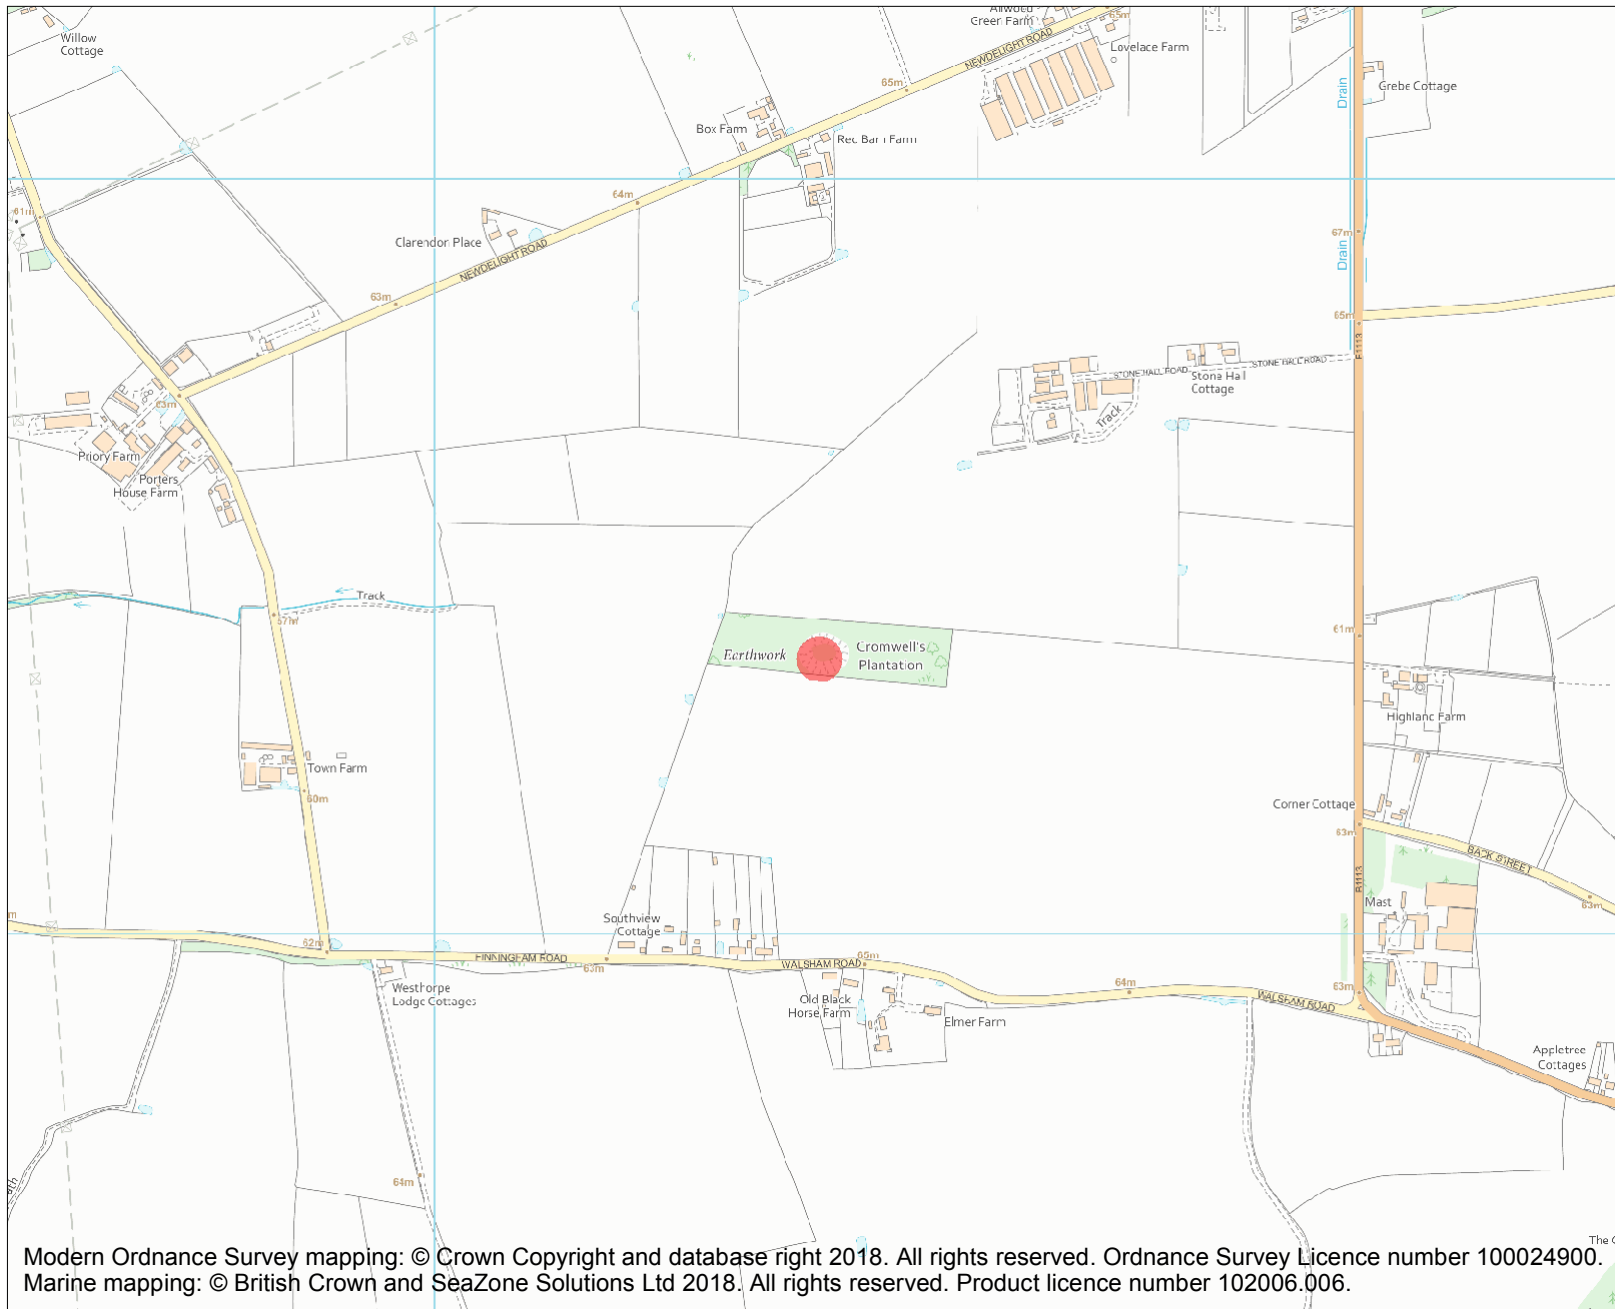 Allwood
Green Farm
65m
Willow
Cottage
NEWDELIGHT ROAD
Lovelace Farm
65m
Drain
Grebe Cottage
Box Farm
Red Barn Farm
64m
61m
67m
Clarendon Place
NEWDELIGHT ROAD
Drain
63m
65m
B1113
STONE HALL ROAD
STONE HALL ROAD
Stone Hall
Cottage
63m
Track
Priory Farm
Porters
House Farm
Track
57m
61m
Earthwork
Cromwell's
Plantation
Highland Farm
Town Farm
60m
Corner Cottage
63m
BACK STREET
B1113
Mast
63m
m
Southview
Cottage
62m
FINNINGHAM ROAD
63m
WALSHAM ROAD
65m
Westhorpe
Lodge Cottages
Old Black
Horse Farm
64m
63m
WALSHAM ROAD
Elmer Farm
Appletree
Cottages
64m
ath
The
Modern Ordnance Survey mapping: © Crown Copyright and database right 2018. All rights reserved. Ordnance Survey Licence number 100024900.
Marine mapping: © British Crown and SeaZone Solutions Ltd 2018. All rights reserved. Product licence number 102006.006.